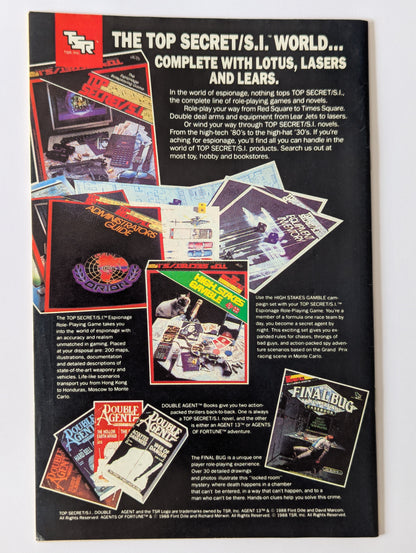 TSR
TSR, INC.
THE TOP SECRET/S.I.™ WORLD...
COMPLETE WITH LOTUS, LASERS
AND LEARS.
In the world of espionage, nothing tops TOP SECRET/S.I.,
the complete line of role-playing games and novels.
Role-play your way from Red Square to Times Square.
Double deal arms and equipment from Lear Jets to lasers.
Or wind your way through TOP SECRET/S.I. novels.
From the high-tech '80's to the high-hat '30's. If you're
aching for espionage, you'll find all you can handle in the
world of TOP SECRET/S.I. products. Search us out at
most toy, hobby and bookstores.
ADMINISTRATOR'S
GUIDE
HIGH STAKES
GAMBLE
The TOP SECRET/S.I.™ Espionage
Role-Playing Game takes you
into the world of espionage with
an accuracy and realism
unmatched in gaming. Placed
at your disposal are: 200 maps,
illustrations, documentation
and detailed descriptions of
state-of-the-art weaponry and
vehicles. Life-like scenarios
transport you from Hong Kong
to Honduras, Moscow to Monte
Carlo.
Use the HIGH STAKES GAMBLE cam-
paign set with your TOP SECRET/S.I.™
Espionage Role-Playing Game. You're a
member of a formula one race team by
day, you become a secret agent by
night. This exciting set gives you ex-
panded rules for chases, throngs of
bad guys, and action-packed spy adven-
ture scenarios based on the Grand Prix
racing scene in Monte Carlo.
DOUBLE
AGENT
DOUBLE
AGENT
DOUBLE
AGENT
DOUBLE AGENT™ Books give you two action-
packed thrillers back-to-back. One is always
a TOP SECRET/S.I. novel, and the other
is either an AGENT 13™ or AGENTS
OF FORTUNE™ adventure.
FINAL BUG
The FINAL BUG is a unique one
player role-playing experience.
Over 30 detailed drawings
and photos illustrate this "locked room"
mystery where death happens in a chamber
that can't be entered, in a way that can't happen, and to a
man who can't be there. Hands-on clues help you solve this crime.
TOP SECRET/S.I., DOUBLE AGENT and the TSR Logo are trademarks owned by TSR, Inc. AGENT 13™ & © 1988 Flint Dille and David Marconi.
All Rights Reserved. AGENTS OF FORTUNE™ & © 1988 Flint Dille and Richard Merwin. All Rights Reserved. © 1988 TSR, Inc. All Rights Reserved.